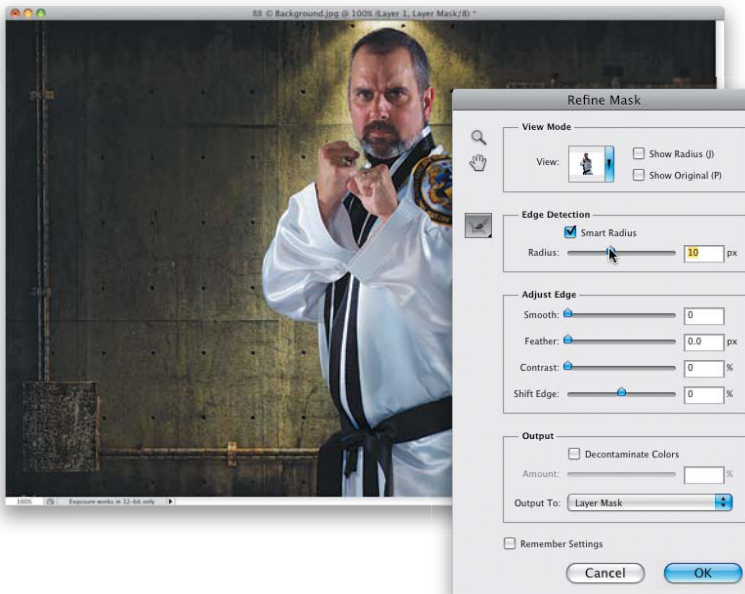 © Background.jpg @ 100% (Layer 1, Layer Mask/8) *
Refine Mask
View Mode
View:
Show Radius (J)
Show Original (P)
Edge Detection
Smart Radius
Radius:
10
px
Adjust Edge
Smooth:
0
Feather:
0.0
px
Contrast:
0
%
Shift Edge:
0
%
Output
Decontaminate Colors
Amount:
%
Output To:
Layer Mask
Remember Settings
Cancel
OK
100%
Exposure works in 32-bit only